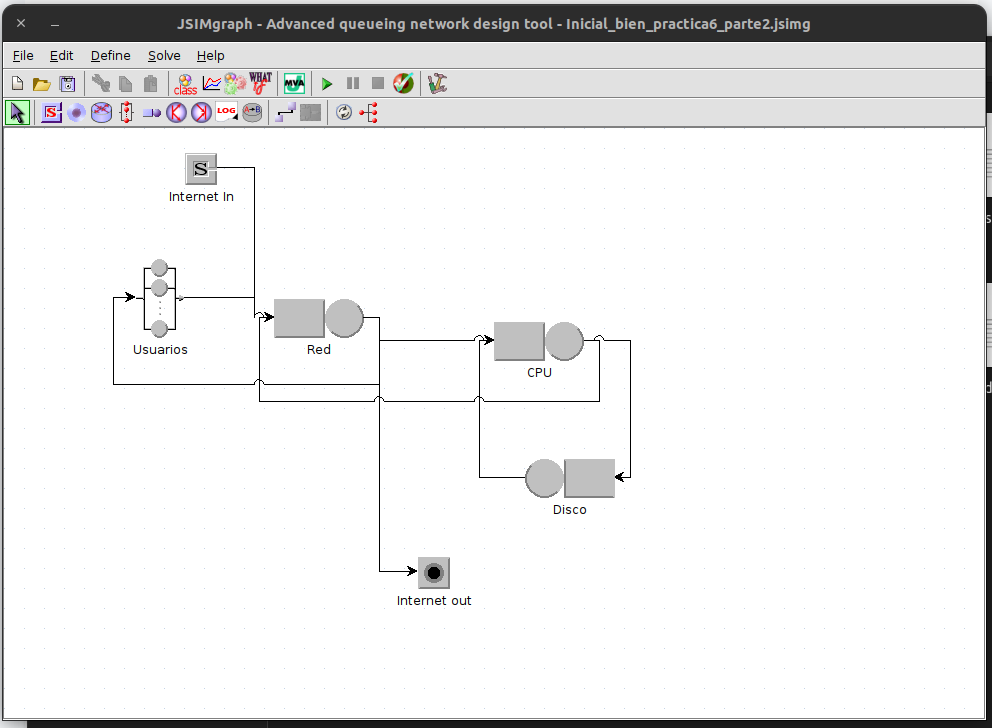 JSIMgraph - Advanced queueing network design tool - Inicial_bien_practica6_parte2.jsimg
File Edit Define Solve Help
class WHAT IF MVA
S LOG A→B
S
Internet In
Usuarios
Red
CPU
Disco
Internet out